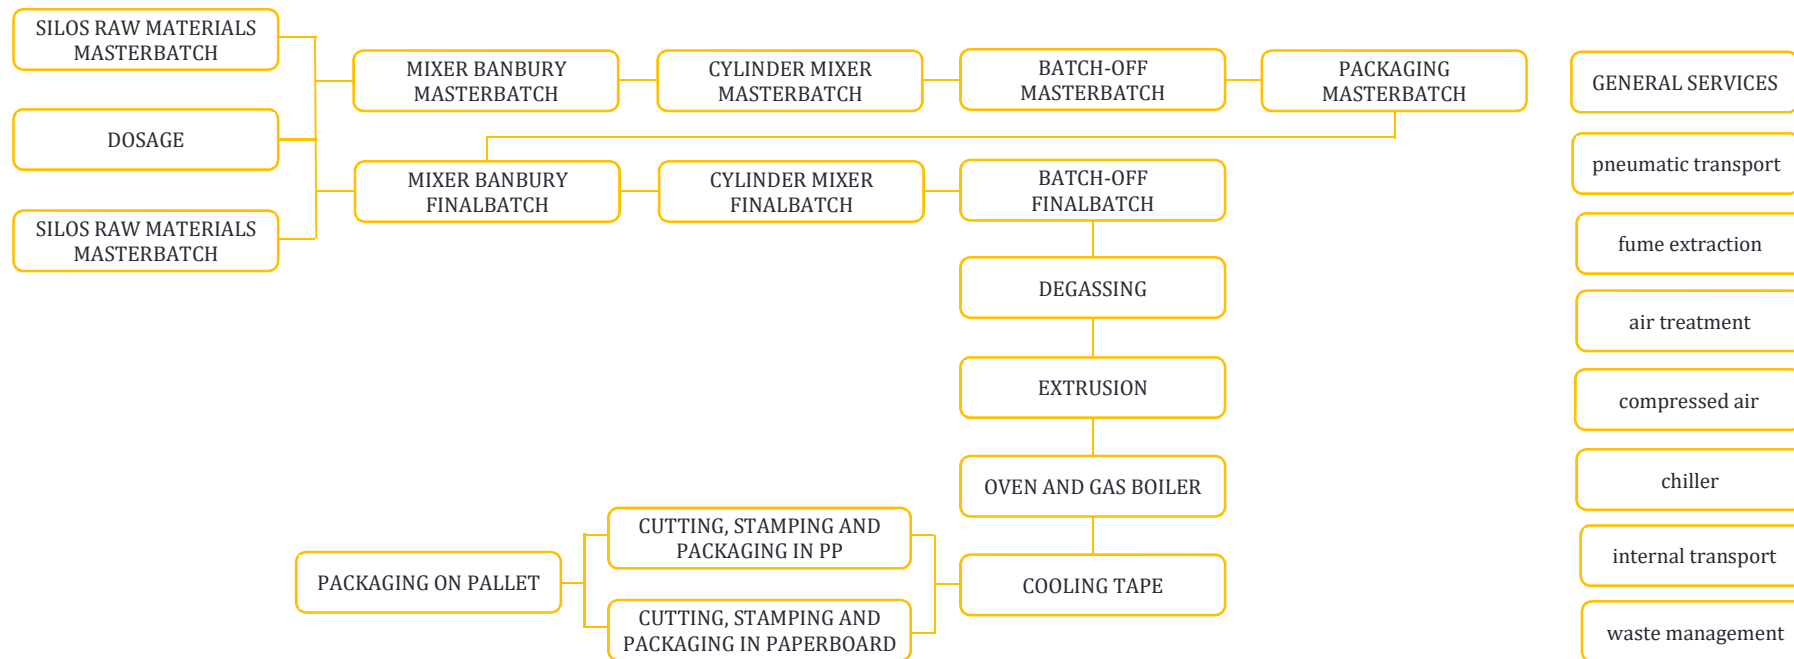 SILOS RAW MATERIALS
MASTERBATCH
DOSAGE
SILOS RAW MATERIALS
MASTERBATCH
MIXER BANBURY
MASTERBATCH
CYLINDER MIXER
MASTERBATCH
BATCH-OFF
MASTERBATCH
PACKAGING
MASTERBATCH
MIXER BANBURY
FINALBATCH
CYLINDER MIXER
FINALBATCH
BATCH-OFF
FINALBATCH
DEGASSING
EXTRUSION
OVEN AND GAS BOILER
COOLING TAPE
CUTTING, STAMPING AND
PACKAGING IN PP
CUTTING, STAMPING AND
PACKAGING IN PAPERBOARD
PACKAGING ON PALLET
GENERAL SERVICES
pneumatic transport
fume extraction
air treatment
compressed air
chiller
internal transport
waste management